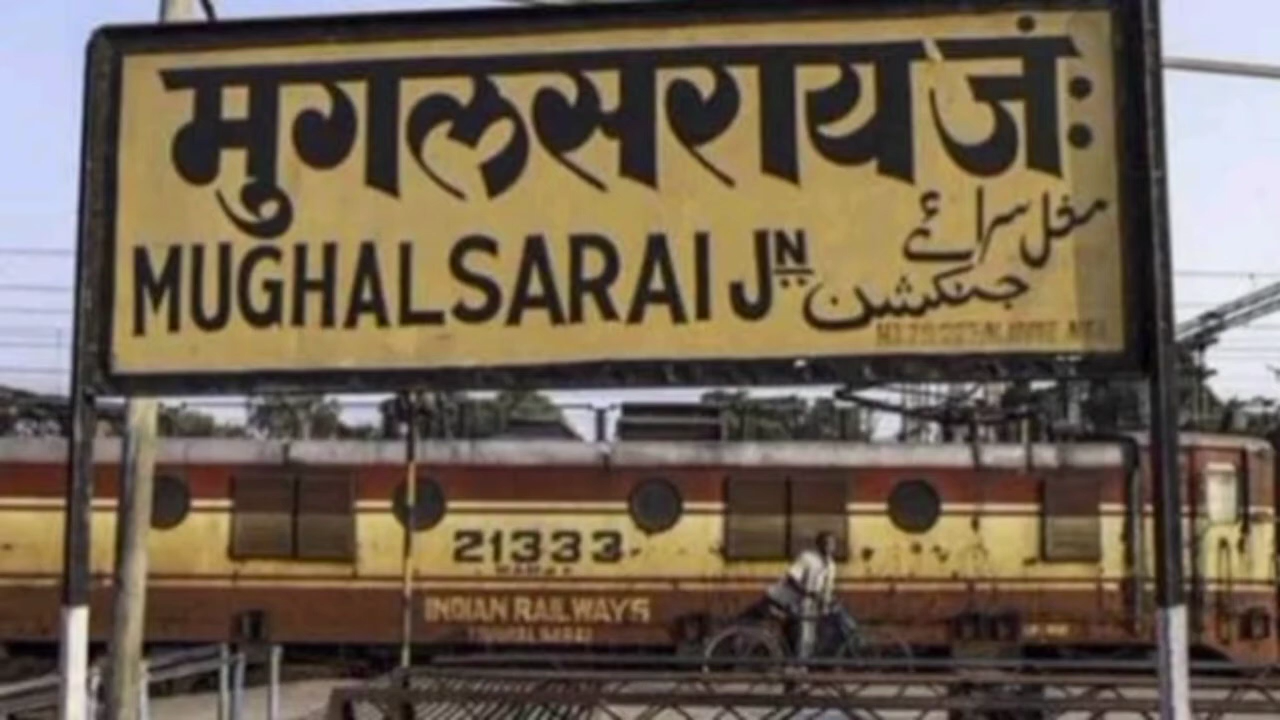 मुगलसराय जं:
MUGHALSARAI JN
مغل سرائے
جنکشن
21333
INDIAN RAILWAYS